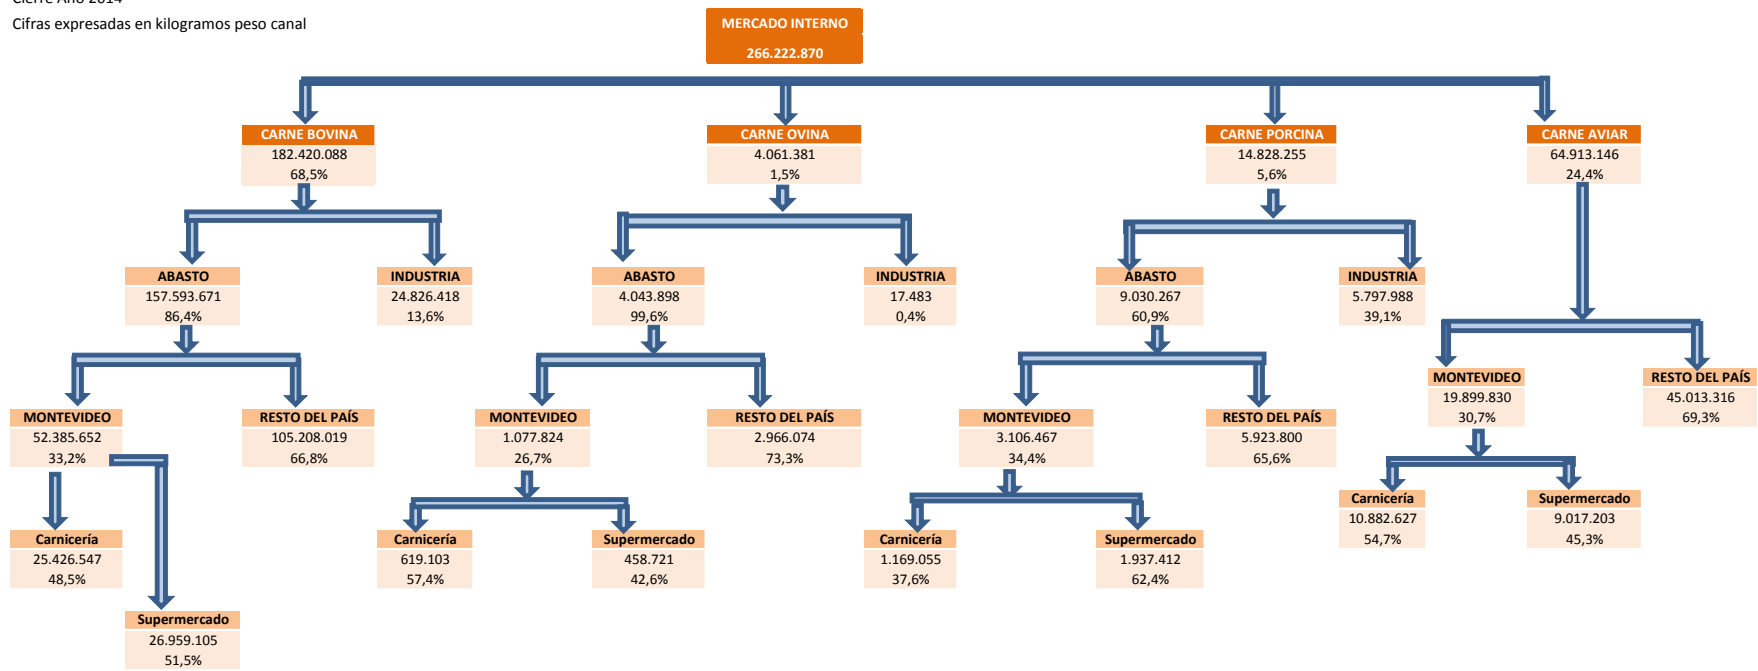 Cierre Año 2014
Cifras expresadas en kilogramos peso canal
MERCADO INTERNO
266.222.870
CARNE BOVINA
182.420.088
68,5%
CARNE OVINA
4.061.381
1,5%
CARNE PORCINA
14.828.255
5,6%
CARNE AVIAR
64.913.146
24,4%
ABASTO
157.593.671
86,4%
INDUSTRIA
24.826.418
13,6%
ABASTO
4.043.898
99,6%
INDUSTRIA
17.483
0,4%
ABASTO
9.030.267
60,9%
INDUSTRIA
5.797.988
39,1%
MONTEVIDEO
19.899.830
30,7%
RESTO DEL PAÍS
45.013.316
69,3%
MONTEVIDEO
52.385.652
33,2%
RESTO DEL PAÍS
105.208.019
66,8%
MONTEVIDEO
1.077.824
26,7%
RESTO DEL PAÍS
2.966.074
73,3%
MONTEVIDEO
3.106.467
34,4%
RESTO DEL PAÍS
5.923.800
65,6%
Carnicería
10.882.627
54,7%
Supermercado
9.017.203
45,3%
Carnicería
25.426.547
48,5%
Carnicería
619.103
57,4%
Supermercado
458.721
42,6%
Carnicería
1.169.055
37,6%
Supermercado
1.937.412
62,4%
Supermercado
26.959.105
51,5%